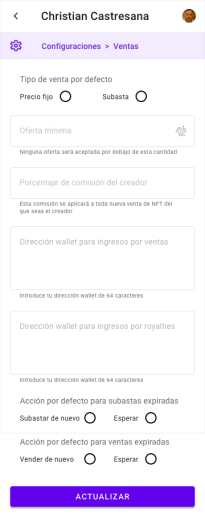 Christian Castresana
Configuraciones > Ventas
Tipo de venta por defecto
Precio fijo
Subasta
Oferta mínima
Ninguna oferta será aceptada por debajo de esta cantidad
Porcentaje de comisión del creador
Esta comisión se aplicará a toda nueva venta de NFT del
que seas el creador
Dirección wallet para ingresos por ventas
Introduce tu dirección wallet de 64 caracteres
Dirección wallet para ingresos por royalties
Introduce tu dirección wallet de 64 caracteres
Acción por defecto para subastas expiradas
Subastar de nuevo
Esperar
Acción por defecto para ventas expiradas
Vender de nuevo
Esperar
ACTUALIZAR